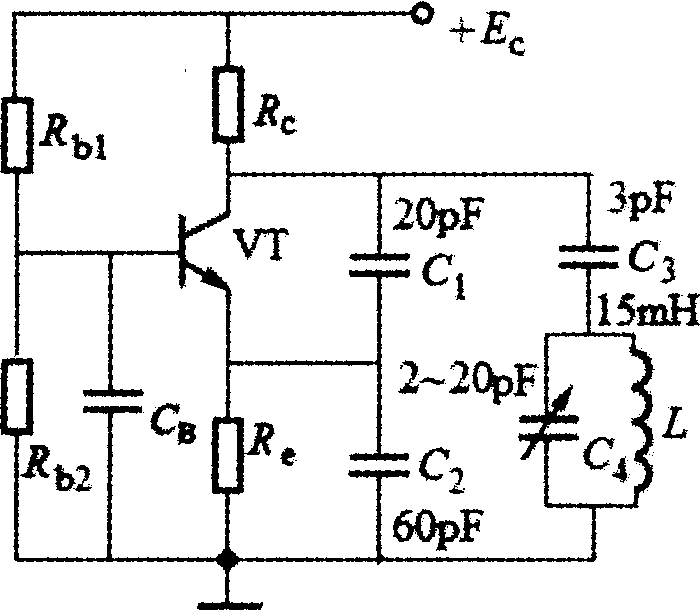 +E_c
R_c
R_b1
20pF
3pF
VT
C_1
C_3
15mH
2~20pF
C_B
R_e
C_4
L
R_b2
C_2
60pF